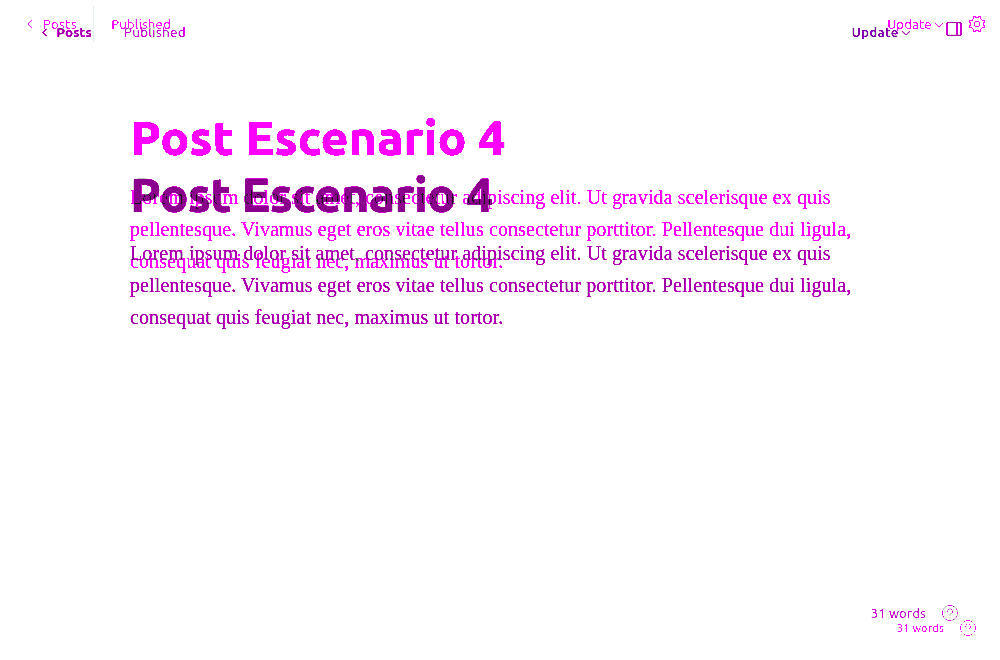 Posts Published Update
Posts Published Update
Post Escenario 4
Post Escenario 4
Lorem ipsum dolor sit amet, consectetur adipiscing elit. Ut gravida scelerisque ex quis
pellentesque. Vivamus eget eros vitae tellus consectetur porttitor. Pellentesque dui ligula,
Lorem ipsum dolor sit amet, consectetur adipiscing elit. Ut gravida scelerisque ex quis
consequat quis feugiat nec, maximus ut tortor.
pellentesque. Vivamus eget eros vitae tellus consectetur porttitor. Pellentesque dui ligula,
consequat quis feugiat nec, maximus ut tortor.
31 words ?
31 words ?